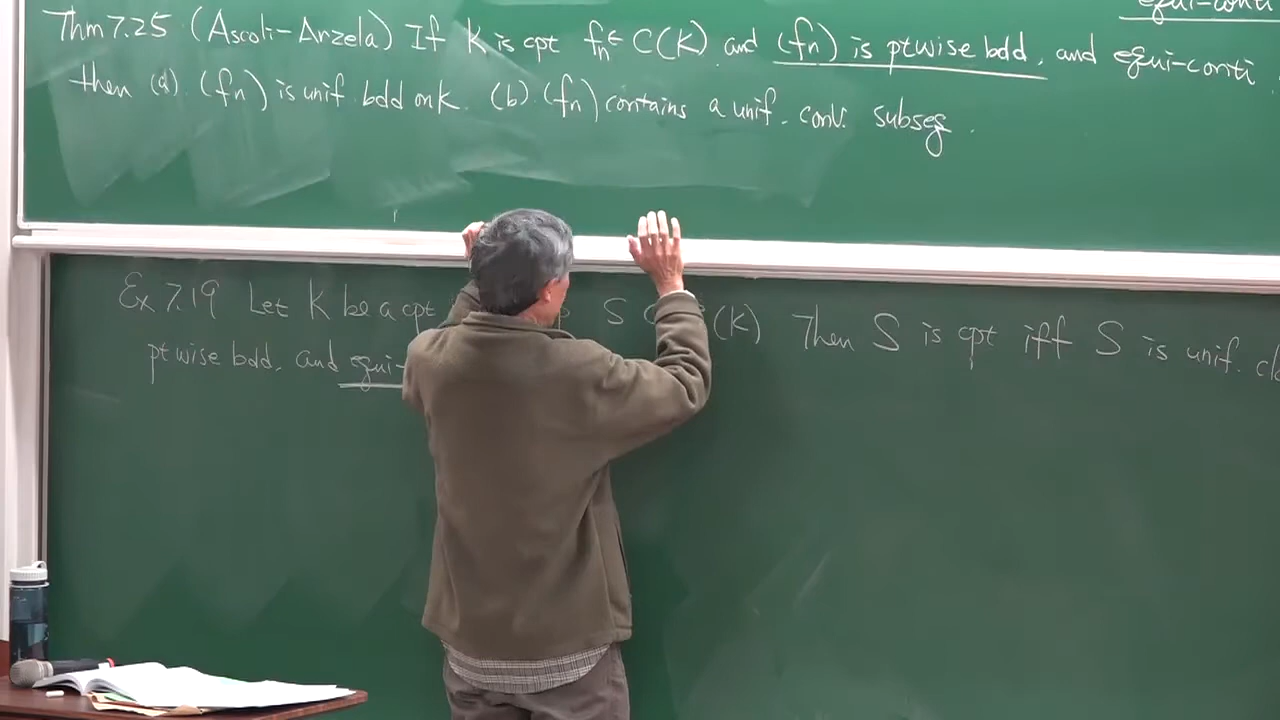 equi-conti
Thm 7.25 (Ascoli-Arzela) If K is cpt fn ∈ C(K) and (fn) is ptwise bdd, and equi-conti.
then (a) (fn) is unif bdd on K. (b) (fn) contains a unif. conv. subseq.
Ex 7.19 Let K be a cpt S C (K) Then S is cpt iff S is unif.
ptwise bdd, and equi-